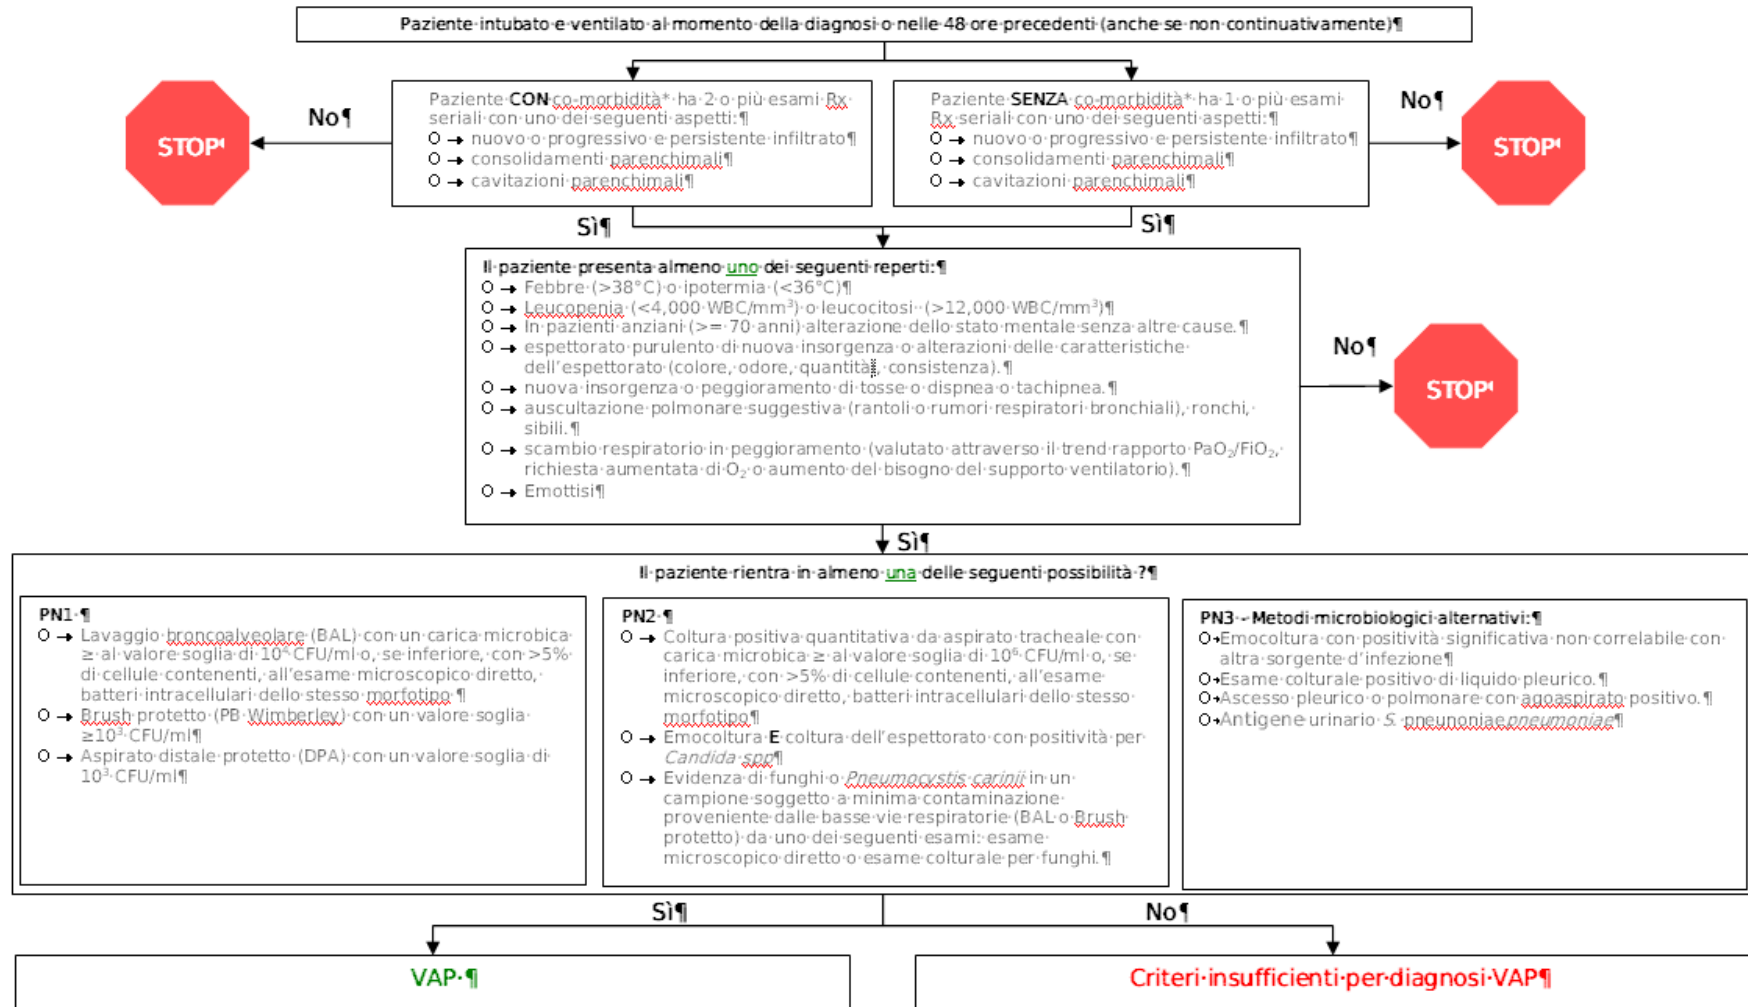 Paziente intubato e ventilato al momento della diagnosi o nelle 48 ore precedenti (anche se non continuativamente)¶
Paziente CON co-morbidità* ha 2 o più esami Rx
seriali con uno dei seguenti aspetti:¶
nuovo o progressivo e persistente infiltrato¶
consolidamenti parenchimali¶
cavitazioni parenchimali¶
No¶
STOP¶
Paziente SENZA co-morbidità* ha 1 o più esami
Rx seriali con uno dei seguenti aspetti:¶
nuovo o progressivo e persistente infiltrato¶
consolidamenti parenchimali¶
cavitazioni parenchimali¶
No¶
STOP¶
Sì¶
Sì¶
Il paziente presenta almeno uno dei seguenti reperti:¶
Febbre (>38°C) o ipotermia (<36°C)¶
Leucopenia (<4,000 WBC/mm³) o leucocitosi (>12,000 WBC/mm³)¶
In pazienti anziani (>= 70 anni) alterazione dello stato mentale senza altre cause.¶
espettorato purulento di nuova insorgenza o alterazioni delle caratteristiche
dell'espettorato (colore, odore, quantità, consistenza).¶
nuova insorgenza o peggioramento di tosse o dispnea o tachipnea.¶
auscultazione polmonare suggestiva (rantoli o rumori respiratori bronchiali), ronchi,
sibili.¶
scambio respiratorio in peggioramento (valutato attraverso il trend rapporto PaO₂/FiO₂,
richiesta aumentata di O₂ o aumento del bisogno del supporto ventilatorio).¶
Emottisi¶
No¶
STOP¶
Sì¶
Il paziente rientra in almeno una delle seguenti possibilità ?¶
PN1 ¶
Lavaggio broncoalveolare (BAL) con un carica microbica
≥ al valore soglia di 10⁴ CFU/ml o, se inferiore, con >5%
di cellule contenenti, all'esame microscopico diretto,
batteri intracellulari dello stesso morfotipo ¶
Brush protetto (PB Wimberley) con un valore soglia
≥10³ CFU/ml¶
Aspirato distale protetto (DPA) con un valore soglia di
10³ CFU/ml¶
PN2 ¶
Coltura positiva quantitativa da aspirato tracheale con
carica microbica ≥ al valore soglia di 10⁶ CFU/ml o, se
inferiore, con >5% di cellule contenenti, all'esame
microscopico diretto, batteri intracellulari dello stesso
morfotipo¶
Emocoltura E coltura dell'espettorato con positività per
Candida spp¶
Evidenza di funghi o Pneumocystis carinii in un
campione soggetto a minima contaminazione
proveniente dalle basse vie respiratorie (BAL o Brush
protetto) da uno dei seguenti esami: esame
microscopico diretto o esame colturale per funghi.¶
PN3 - Metodi microbiologici alternativi:¶
Emocoltura con positività significativa non correlabile con
altra sorgente d'infezione¶
Esame colturale positivo di liquido pleurico.¶
Ascesso pleurico o polmonare con agoaspirato positivo.¶
Antigene urinario S. pneunoniaepneumoniae¶
Sì¶
No¶
VAP ¶
Criteri insufficienti per diagnosi VAP¶